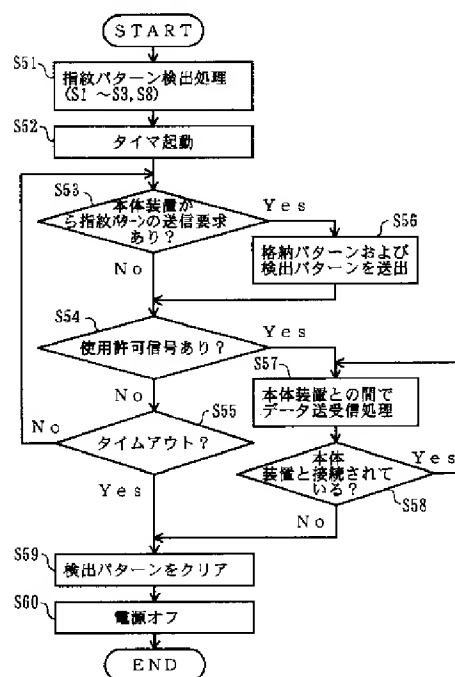 START
S51
指紋パターン検出処理
(S1 ~S3,S8)
S52
タイマ起動
S53
本体装置か
ら指紋パターンの送信要求
あり？
Yes
No
S56
格納パターンおよび
検出パターンを送出
S54
使用許可信号あり？
Yes
No
S57
本体装置との間で
データ送受信処理
S55
タイムアウト？
No
Yes
本体
装置と接続されて
いる？
Yes
S58
No
S59
検出パターンをクリア
S60
電源オフ
END